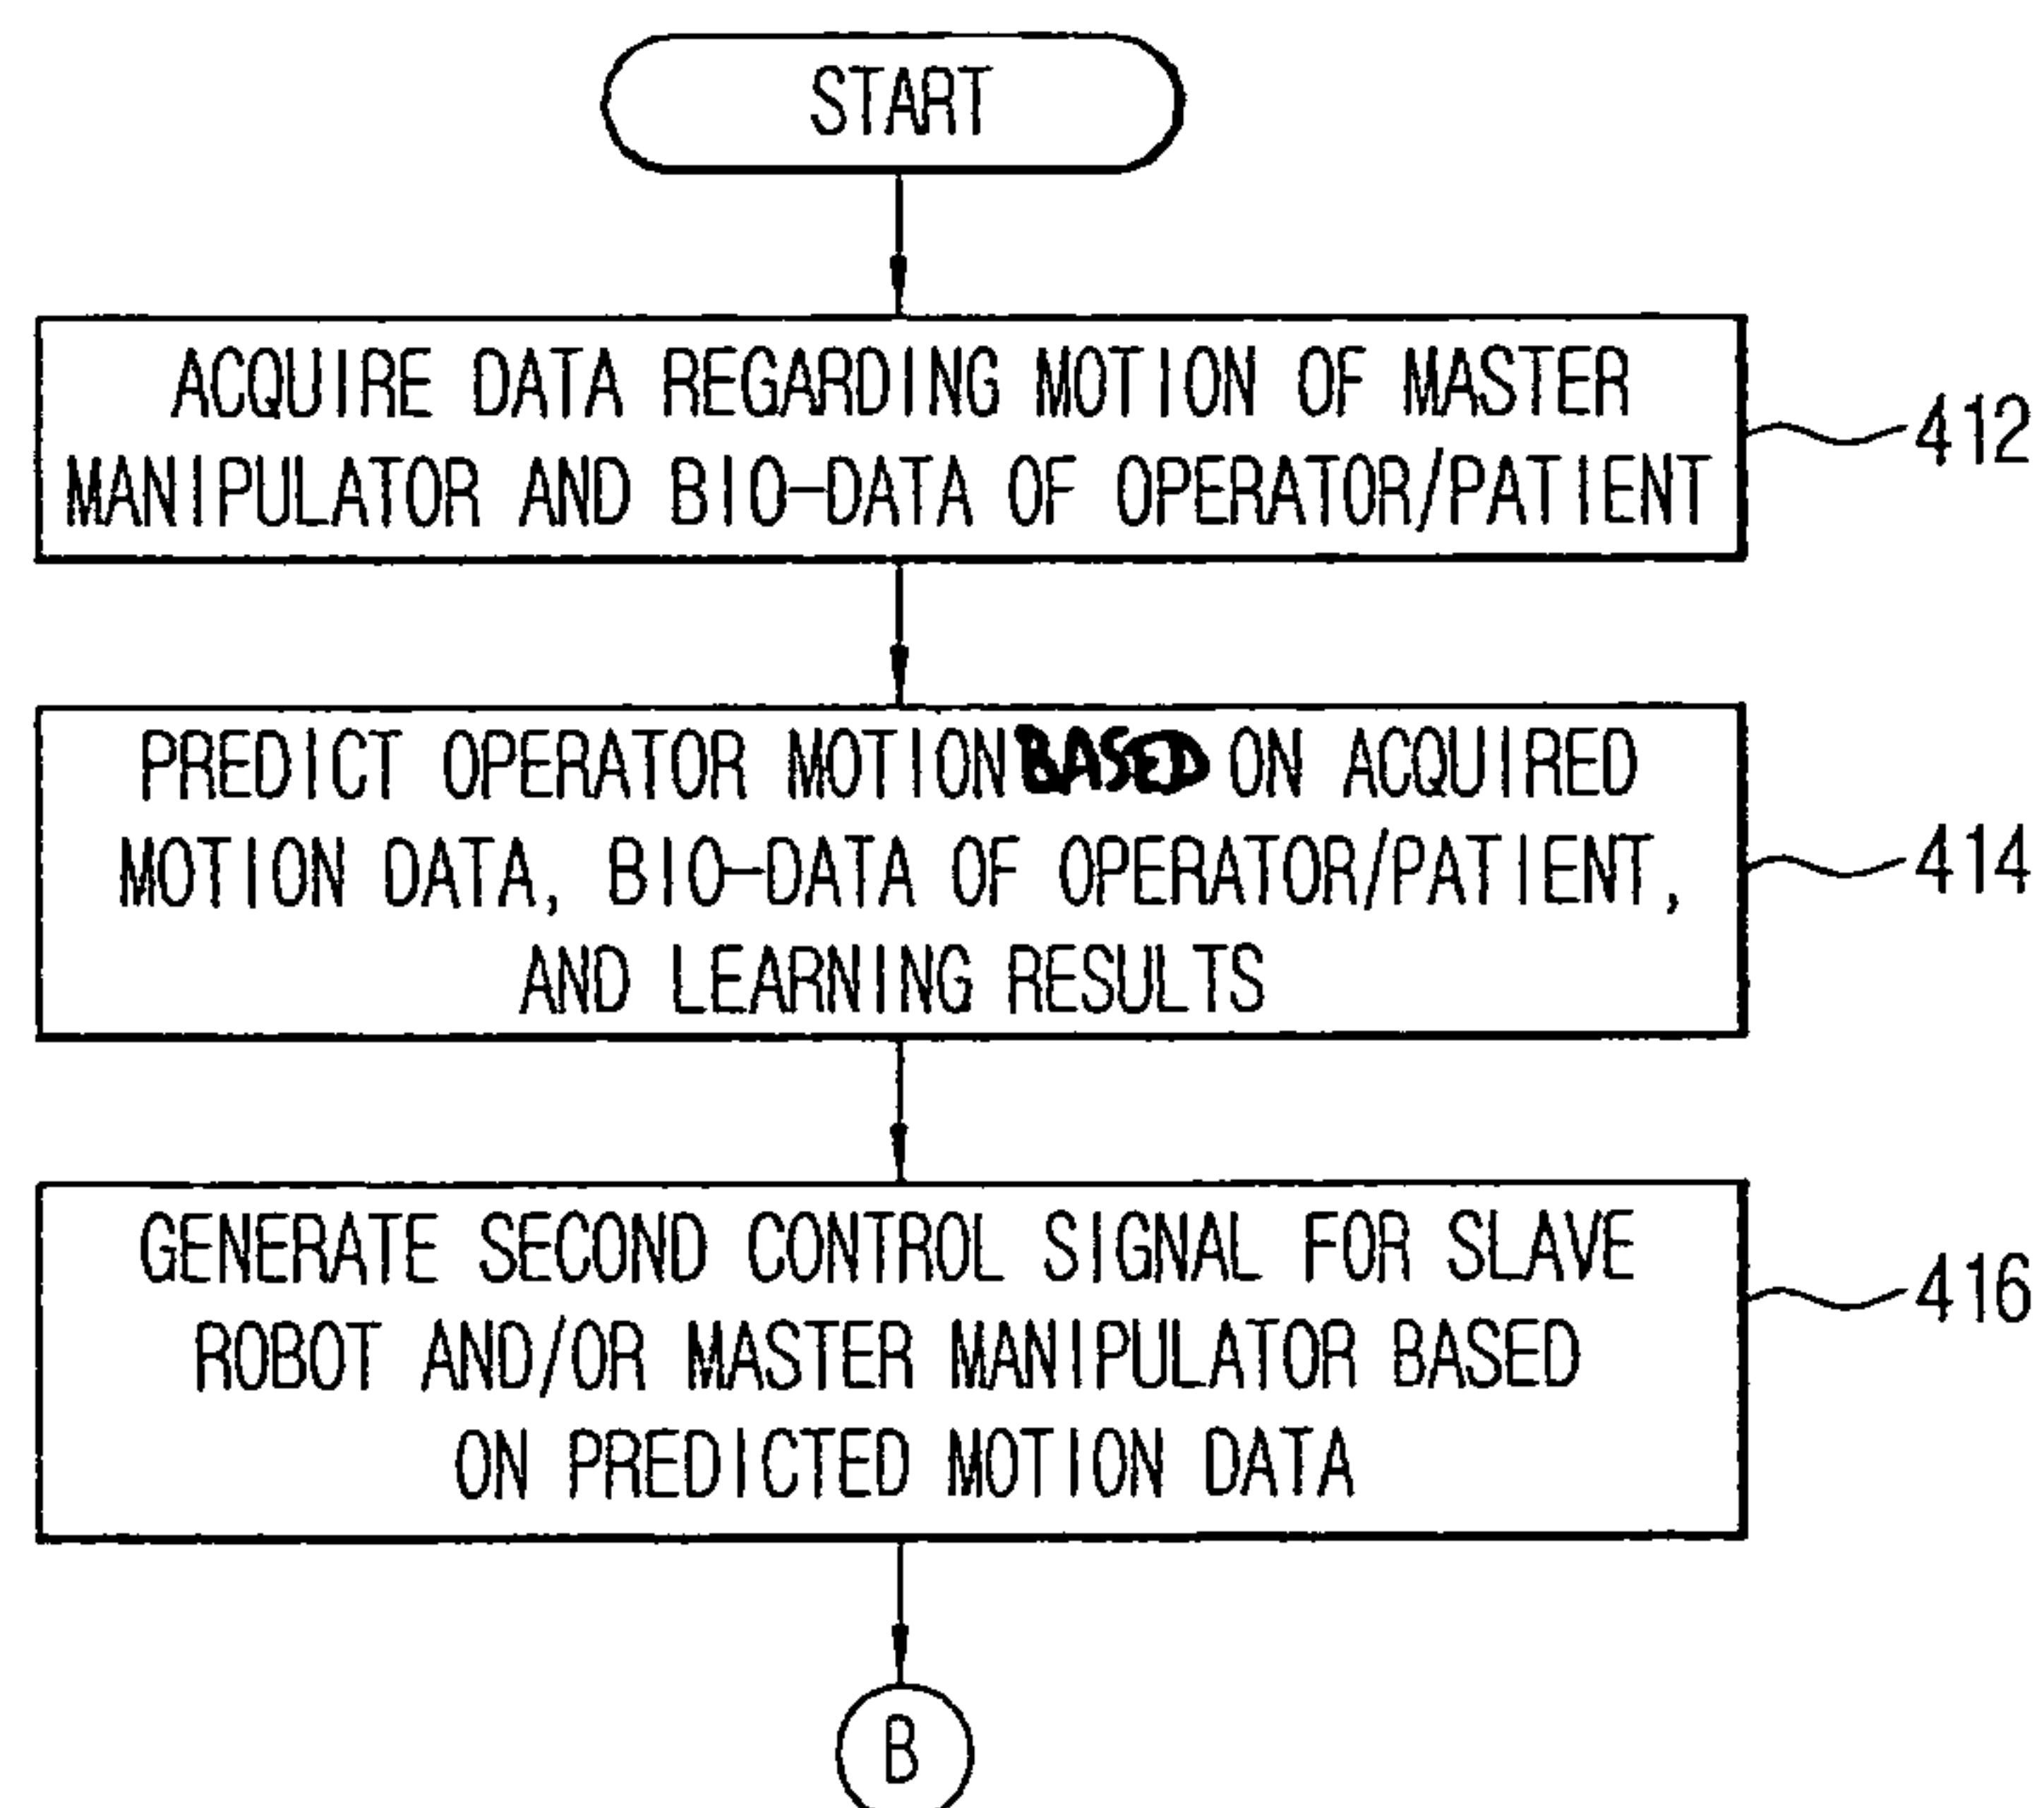 START
ACQUIRE DATA REGARDING MOTION OF MASTER
MANIPULATOR AND BIO-DATA OF OPERATOR/PATIENT
412
PREDICT OPERATOR MOTION BASED ON ACQUIRED
MOTION DATA, BIO-DATA OF OPERATOR/PATIENT,
AND LEARNING RESULTS
414
GENERATE SECOND CONTROL SIGNAL FOR SLAVE
ROBOT AND/OR MASTER MANIPULATOR BASED
ON PREDICTED MOTION DATA
416
B